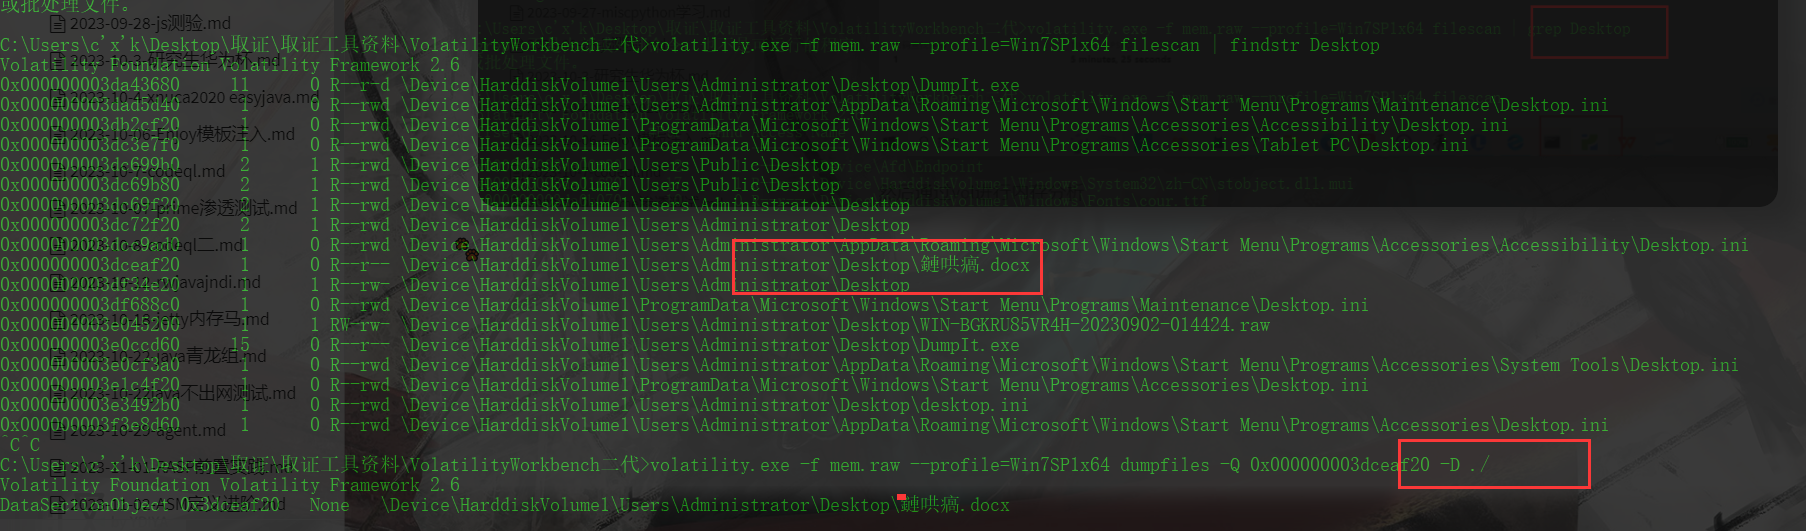 或批处理文件。
C:\Users\c'x'k\Desktop\取证\取证工具资料\VolatilityWorkbench二代>volatility.exe -f mem.raw --profile=Win7SP1x64 filescan | findstr Desktop
Volatility Foundation Volatility Framework 2.6
0x000000003da43680     11      0 R--r-d \Device\HarddiskVolume1\Users\Administrator\Desktop\DumpIt.exe
\Device\HarddiskVolume1\Users\Administrator\AppData\Roaming\Microsoft\Windows\Start Menu\Programs\Maintenance\Desktop.ini
0x000000003db2cf20      1      0 R--rwd \Device\HarddiskVolume1\ProgramData\Microsoft\Windows\Start Menu\Programs\Accessories\Accessibility\Desktop.ini
0x000000003dc3e7f0      1      0 R--rwd \Device\HarddiskVolume1\ProgramData\Microsoft\Windows\Start Menu\Programs\Accessories\Tablet PC\Desktop.ini
0x000000003dc699b0      2      1 R--rwd \Device\HarddiskVolume1\Users\Public\Desktop
0x000000003dc69b80      2      1 R--rwd \Device\HarddiskVolume1\Users\Public\Desktop
0x000000003dc69f20      2      1 R--rwd \Device\HarddiskVolume1\Users\Administrator\Desktop
0x000000003dc72f20      2      1 R--rwd \Device\HarddiskVolume1\Users\Administrator\Desktop
1      0 R--rwd \Device\HarddiskVolume1\Users\Administrator\AppData\Roaming\Microsoft\Windows\Start Menu\Programs\Accessories\Accessibility\Desktop.ini
0x000000003dceaf20      1      0 R--r-- \Device\HarddiskVolume1\Users\Administrator\Desktop\鏈哄瘑.docx
0x000000003df34e20      1      1 R--rw- \Device\HarddiskVolume1\Users\Administrator\Desktop
0x000000003df688c0      1      0 R--rwd \Device\HarddiskVolume1\ProgramData\Microsoft\Windows\Start Menu\Programs\Maintenance\Desktop.ini
0x000000003e045200      1      1 RW-rw- \Device\HarddiskVolume1\Users\Administrator\Desktop\WIN-BGKRU85VR4H-20230902-014424.raw
0x000000003e0ccd60     15      0 R--r-- \Device\HarddiskVolume1\Users\Administrator\Desktop\DumpIt.exe
0x000000003e0cf3a0      1      0 R--rwd \Device\HarddiskVolume1\Users\Administrator\AppData\Roaming\Microsoft\Windows\Start Menu\Programs\Accessories\System Tools\Desktop.ini
0x000000003e1c4f20      1      0 R--rwd \Device\HarddiskVolume1\ProgramData\Microsoft\Windows\Start Menu\Programs\Accessories\Desktop.ini
0x000000003e3492b0      1      0 R--rwd \Device\HarddiskVolume1\Users\Administrator\Desktop\desktop.ini
0x000000003f3e8d60      1      0 R--rwd \Device\HarddiskVolume1\Users\Administrator\AppData\Roaming\Microsoft\Windows\Start Menu\Programs\Accessories\Desktop.ini
^C^C
C:\Users\c'x'k\Desktop\取证\取证工具资料\VolatilityWorkbench二代>volatility.exe -f mem.raw --profile=Win7SP1x64 dumpfiles -Q 0x000000003dceaf20 -D ./
Volatility Foundation Volatility Framework 2.6
DataSectionObject 0x3dceaf20   None   \Device\HarddiskVolume1\Users\Administrator\Desktop\鏈哄瘑.docx